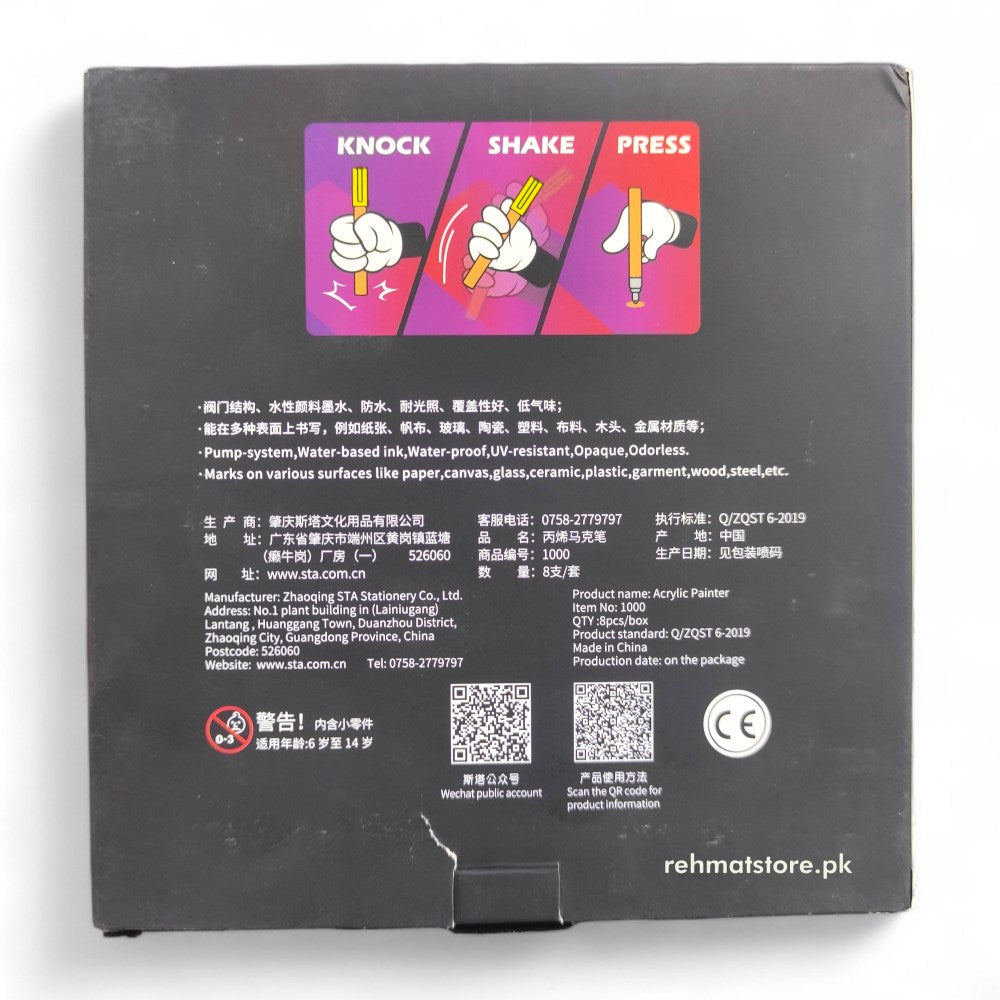 KNOCK SHAKE PRESS
·阀门结构、水性颜料墨水、防水、耐光照、覆盖性好、低气味；
·能在多种表面上书写，例如纸张、帆布、玻璃、陶瓷、塑料、布料、木头、金属材质等；
·Pump-system,Water-based ink,Water-proof,UV-resistant,Opaque,Odorless.
·Marks on various surfaces like paper,canvas,glass,ceramic,plastic,garment,wood,steel,etc.
生产商：肇庆斯塔文化用品有限公司
地址：广东省肇庆市端州区黄岗镇蓝塘
（癞牛岗）厂房（一） 526060
网址：www.sta.com.cn
客服电话：0758-2779797
品名：丙烯马克笔
商品编号：1000
数量：8支/套
执行标准：Q/ZQST 6-2019
产地：中国
生产日期：见包装喷码
Manufacturer: Zhaoqing STA Stationery Co., Ltd.
Address: No.1 plant building in (Lainiugang)
Lantang , Huanggang Town, Duanzhou District,
Zhaoqing City, Guangdong Province, China
Postcode: 526060
Website: www.sta.com.cn Tel: 0758-2779797
Product name: Acrylic Painter
Item No: 1000
QTY :8pcs/box
Product standard: Q/ZQST 6-2019
Made in China
Production date: on the package
0-3
警告！内含小零件
适用年龄:6岁至14岁
斯塔公众号
Wechat public account
产品使用方法
Scan the QR code for
product information
CE
rehmatstore.pk